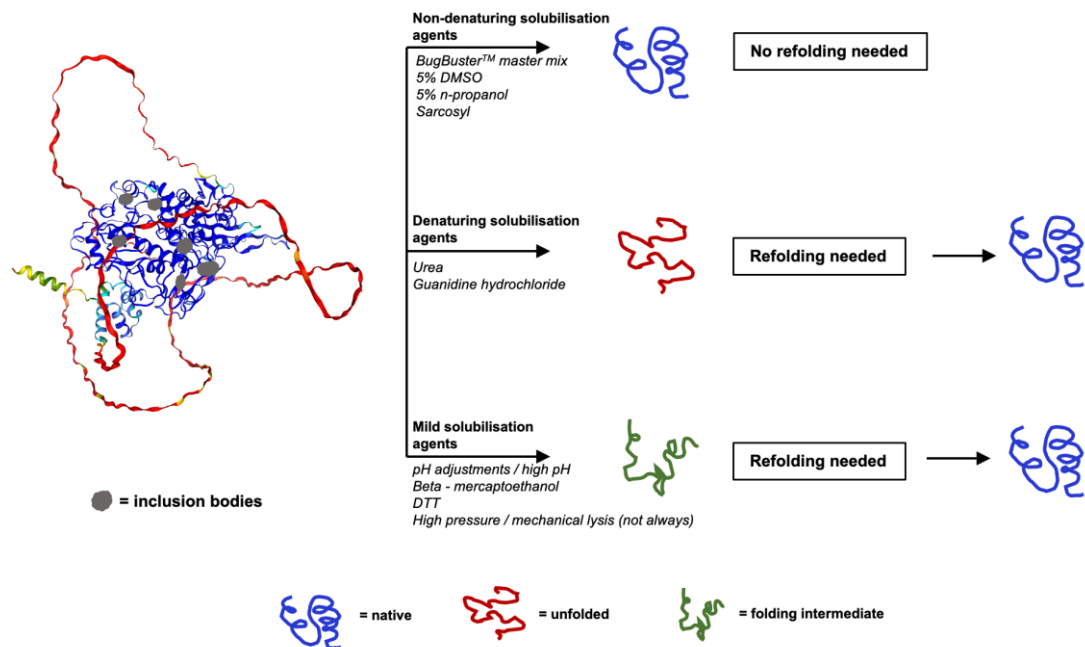 Non-denaturing solubilisation
agents
BugBuster™ master mix
5% DMSO
5% n-propanol
Sarcosyl
No refolding needed
Denaturing solubilisation
agents
Urea
Guanidine hydrochloride
Refolding needed
Mild solubilisation
agents
pH adjustments / high pH
Beta - mercaptoethanol
DTT
High pressure / mechanical lysis (not always)
Refolding needed
= inclusion bodies
= native
= unfolded
= folding intermediate